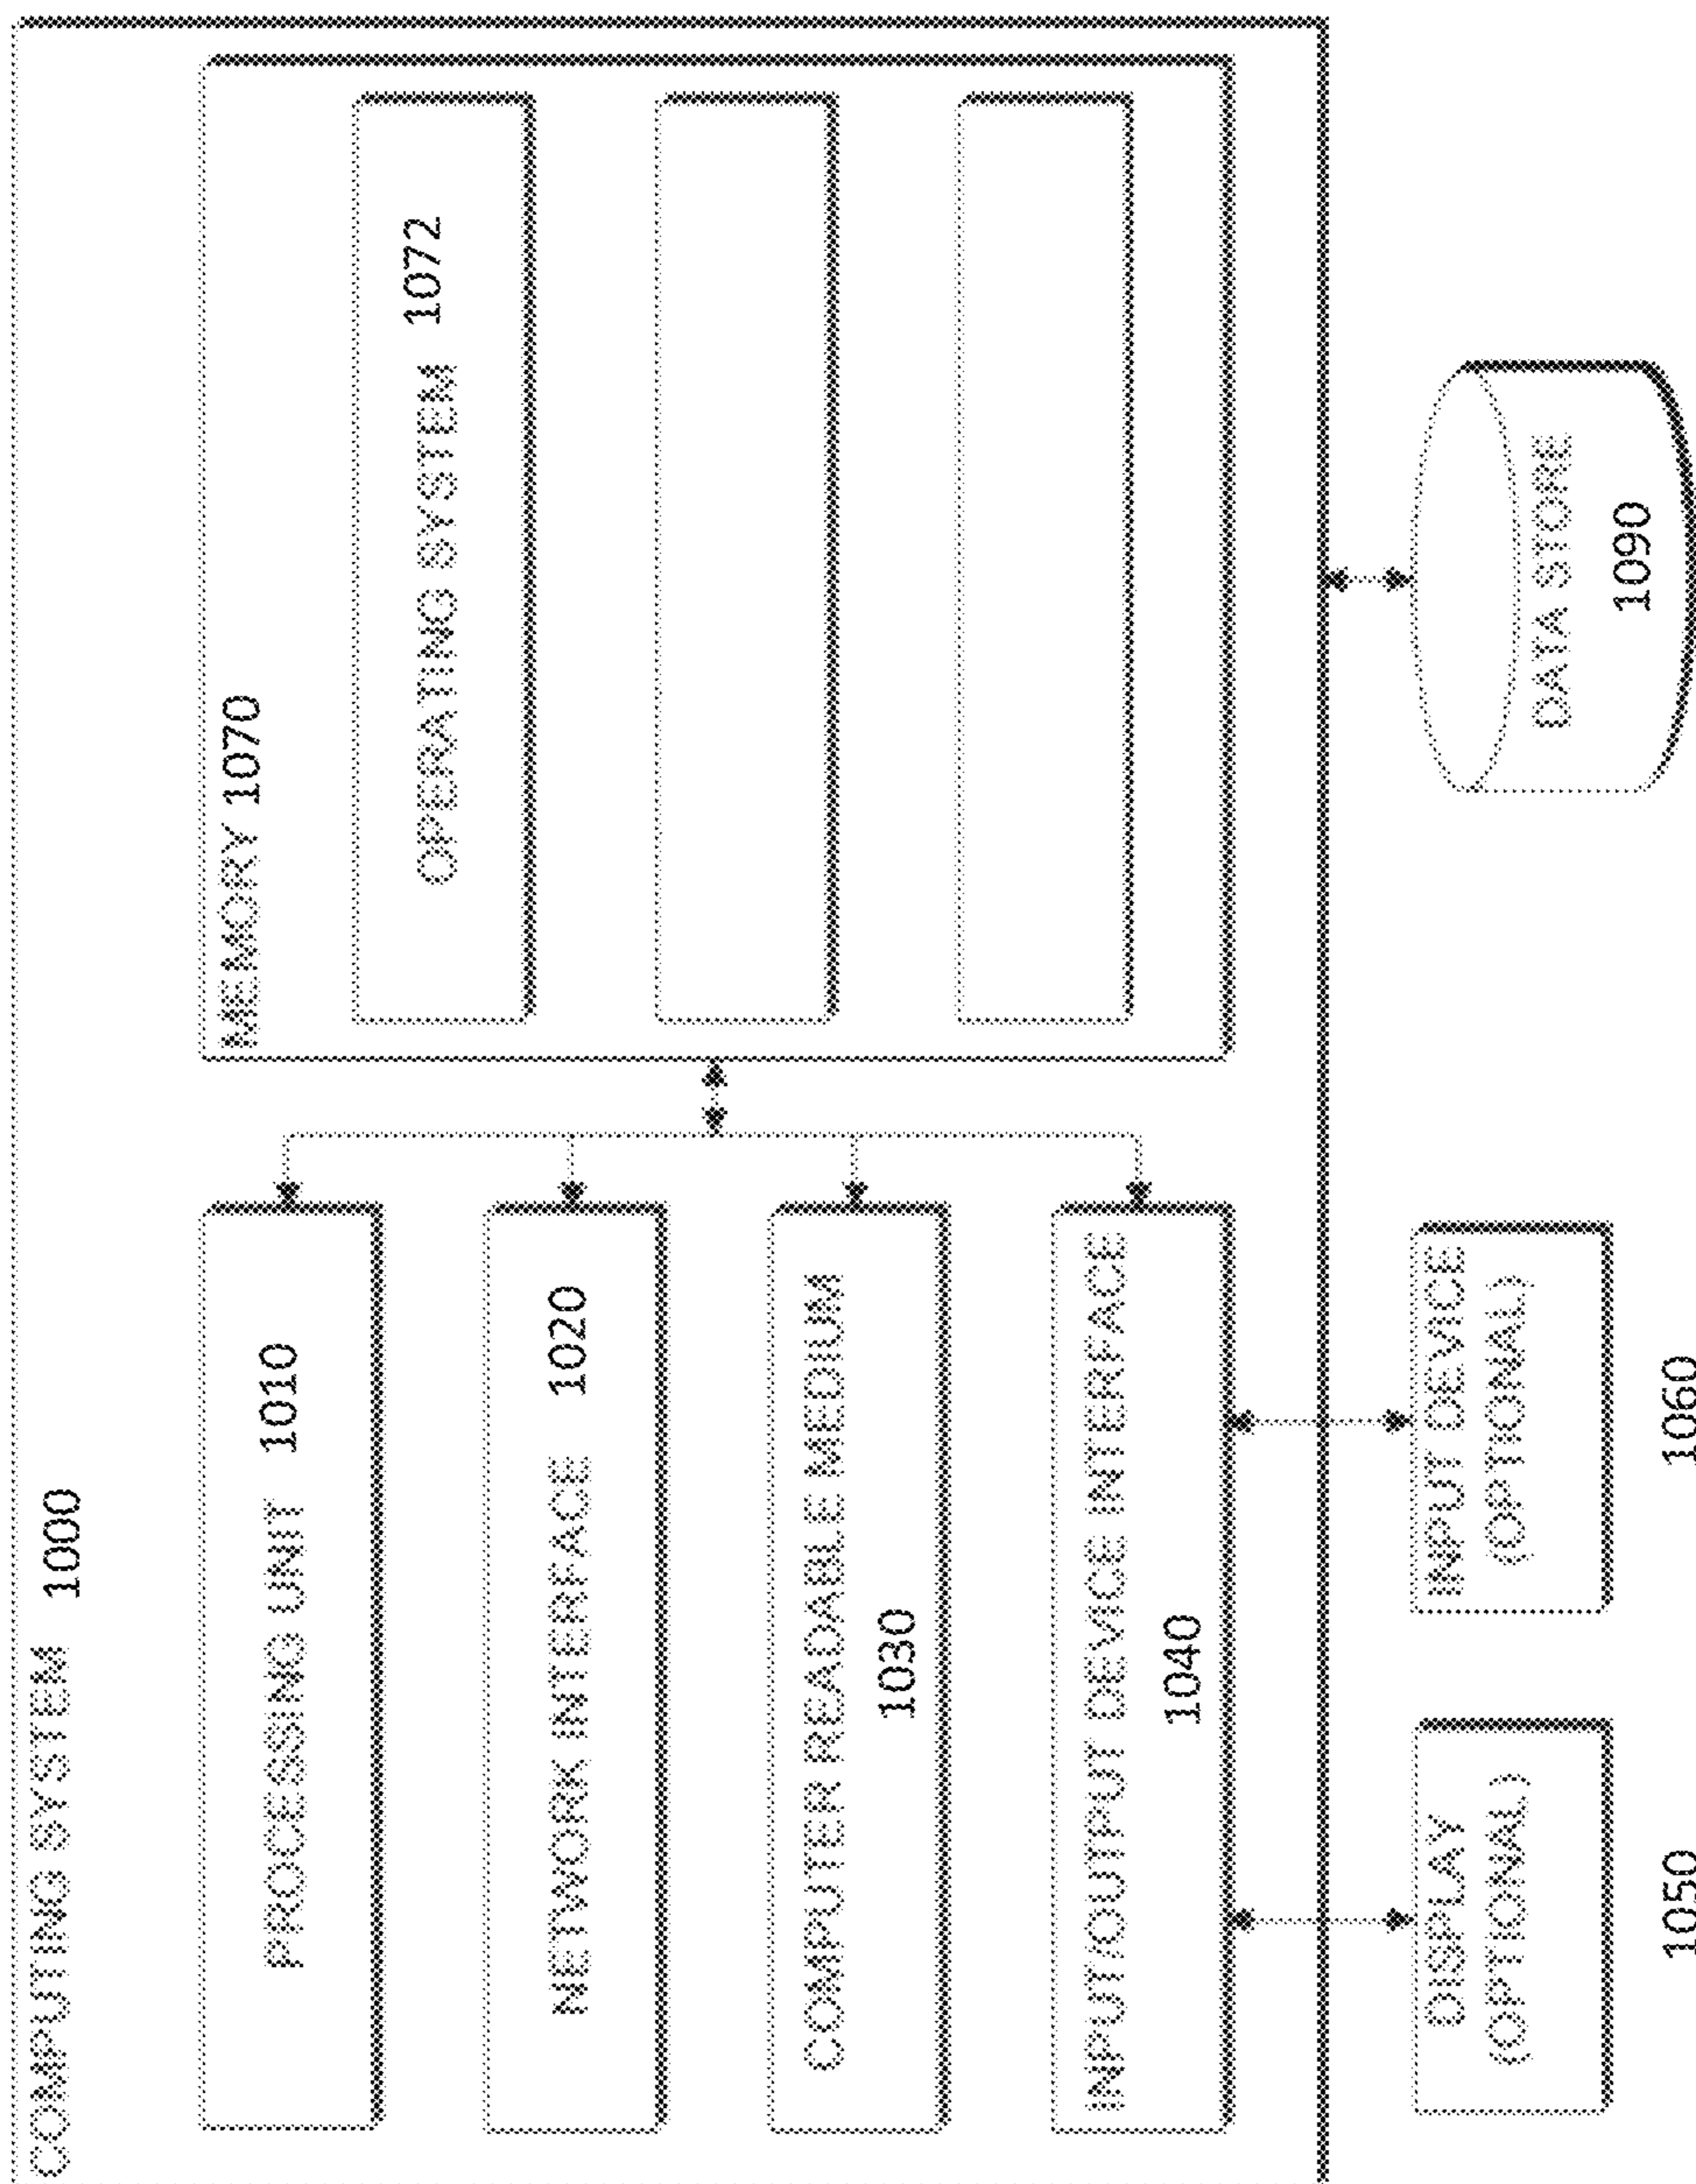 COMPUTING SYSTEM 1000
PROCESSING UNIT 1010
NETWORK INTERFACE 1020
COMPUTER READABLE MEDIUM
1030
INPUT/OUTPUT DEVICE INTERFACE
1040
MEMORY 1070
OPERATING SYSTEM 1072
DISPLAY
(OPTIONAL)
1050
INPUT DEVICE
(OPTIONAL)
1060
DATA STORE
1090